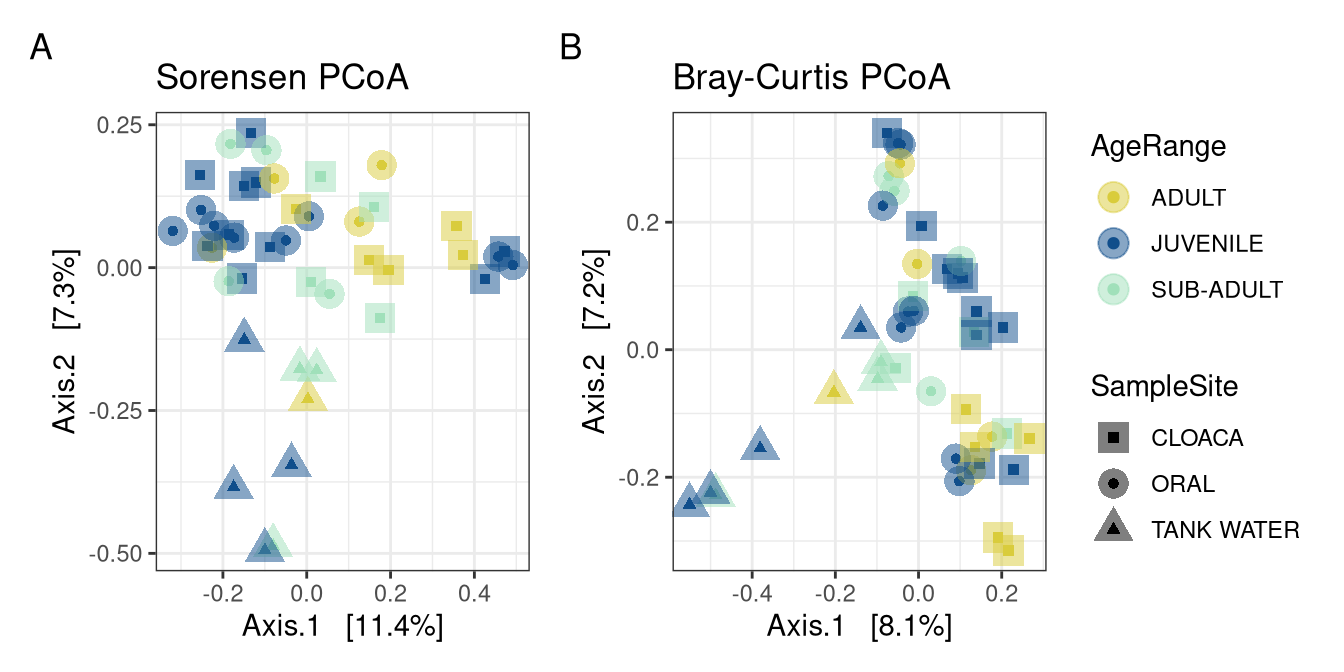 A
Sorensen PCoA
0.25
0.00
-0.25
-0.50
Axis.2 [7.3%]
-0.2
0.0
0.2
0.4
Axis.1 [11.4%]
B
Bray-Curtis PCoA
0.2
0.0
-0.2
Axis.2 [7.2%]
-0.4
-0.2
0.0
0.2
Axis.1 [8.1%]
AgeRange
ADULT
JUVENILE
SUB-ADULT
SampleSite
CLOACA
ORAL
TANK WATER